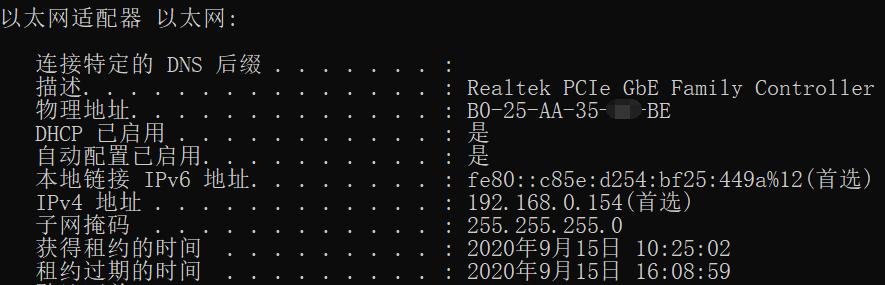 以太网适配器 以太网:
连接特定的 DNS 后缀 . . . . . . . :
描述. . . . . . . . . . . . . . . : Realtek PCIe GbE Family Controller
物理地址. . . . . . . . . . . . . : B0-25-AA-35- -BE
DHCP 已启用 . . . . . . . . . . . : 是
自动配置已启用. . . . . . . . . . : 是
本地链接 IPv6 地址. . . . . . . . : fe80::c85e:d254:bf25:449a%12(首选)
IPv4 地址 . . . . . . . . . . . . : 192.168.0.154(首选)
子网掩码 . . . . . . . . . . . . : 255.255.255.0
获得租约的时间 . . . . . . . . . : 2020年9月15日 10:25:02
租约过期的时间 . . . . . . . . . : 2020年9月15日 16:08:59